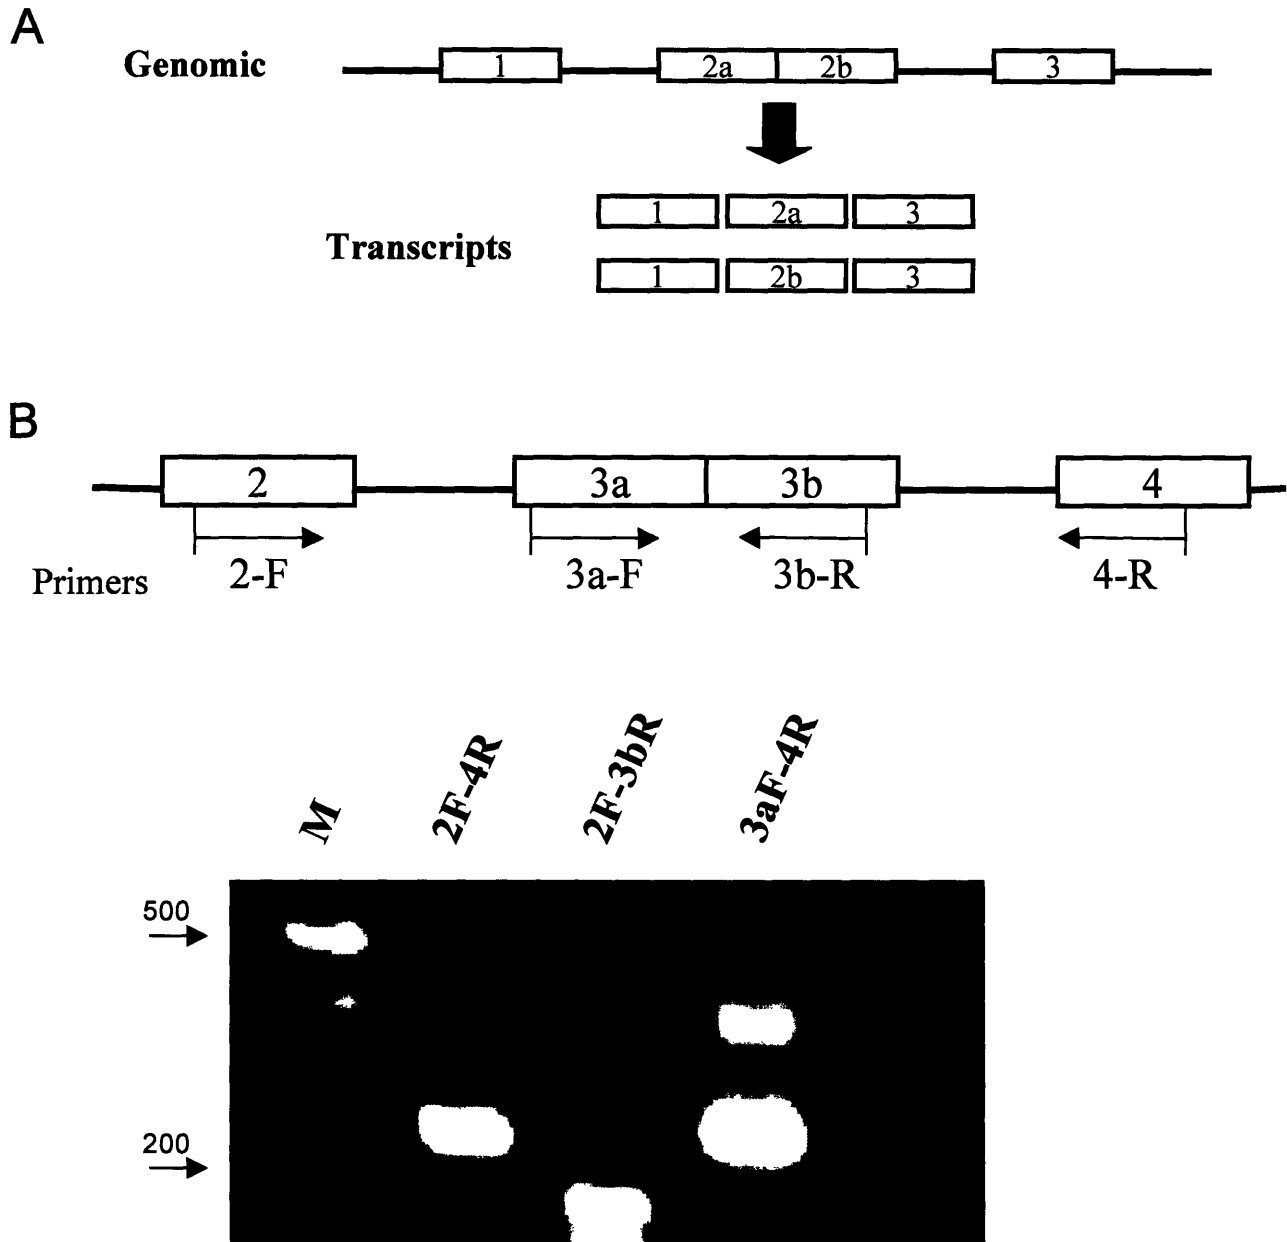 A
Genomic 1 2a 2b 3
1 2a 3
Transcripts
1 2b 3
B
2 3a 3b 4
Primers 2-F 3a-F 3b-R 4-R
M 2F-4R 2F-3bR 3aF-4R
500
200